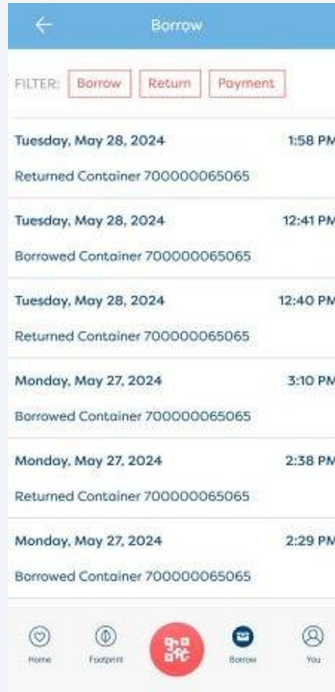 Borrow
FILTER: Borrow Return Payment
Tuesday, May 28, 2024 1:58 PM
Returned Container 700000065065
Tuesday, May 28, 2024 12:41 PM
Borrowed Container 700000065065
Tuesday, May 28, 2024 12:40 PM
Returned Container 700000065065
Monday, May 27, 2024 3:10 PM
Borrowed Container 700000065065
Monday, May 27, 2024 2:38 PM
Returned Container 700000065065
Monday, May 27, 2024 2:29 PM
Borrowed Container 700000065065
Home Footprint Borrow You